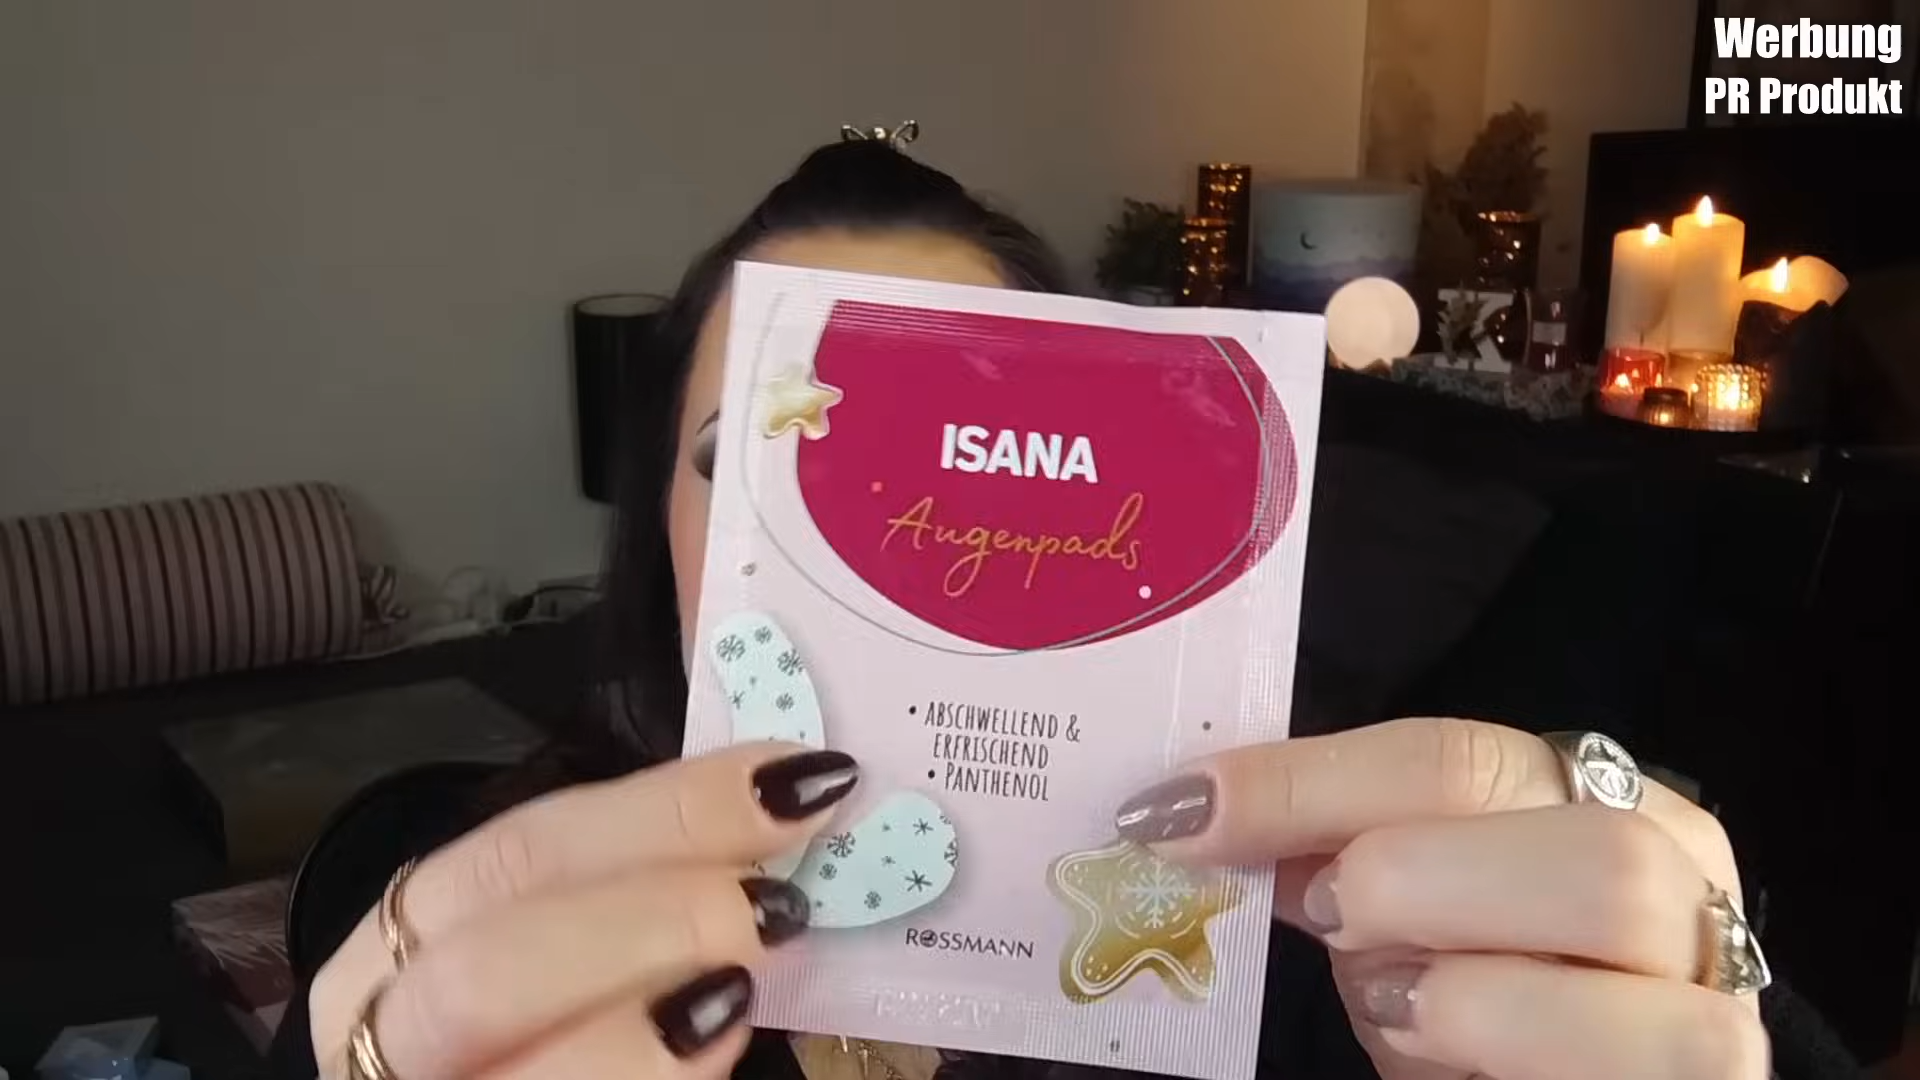 Werbung
PR Produkt
K
ISANA
Augenpads
• ABSCHWELLEND &
ERFRISCHEND
• PANTHENOL
ROSSMANN